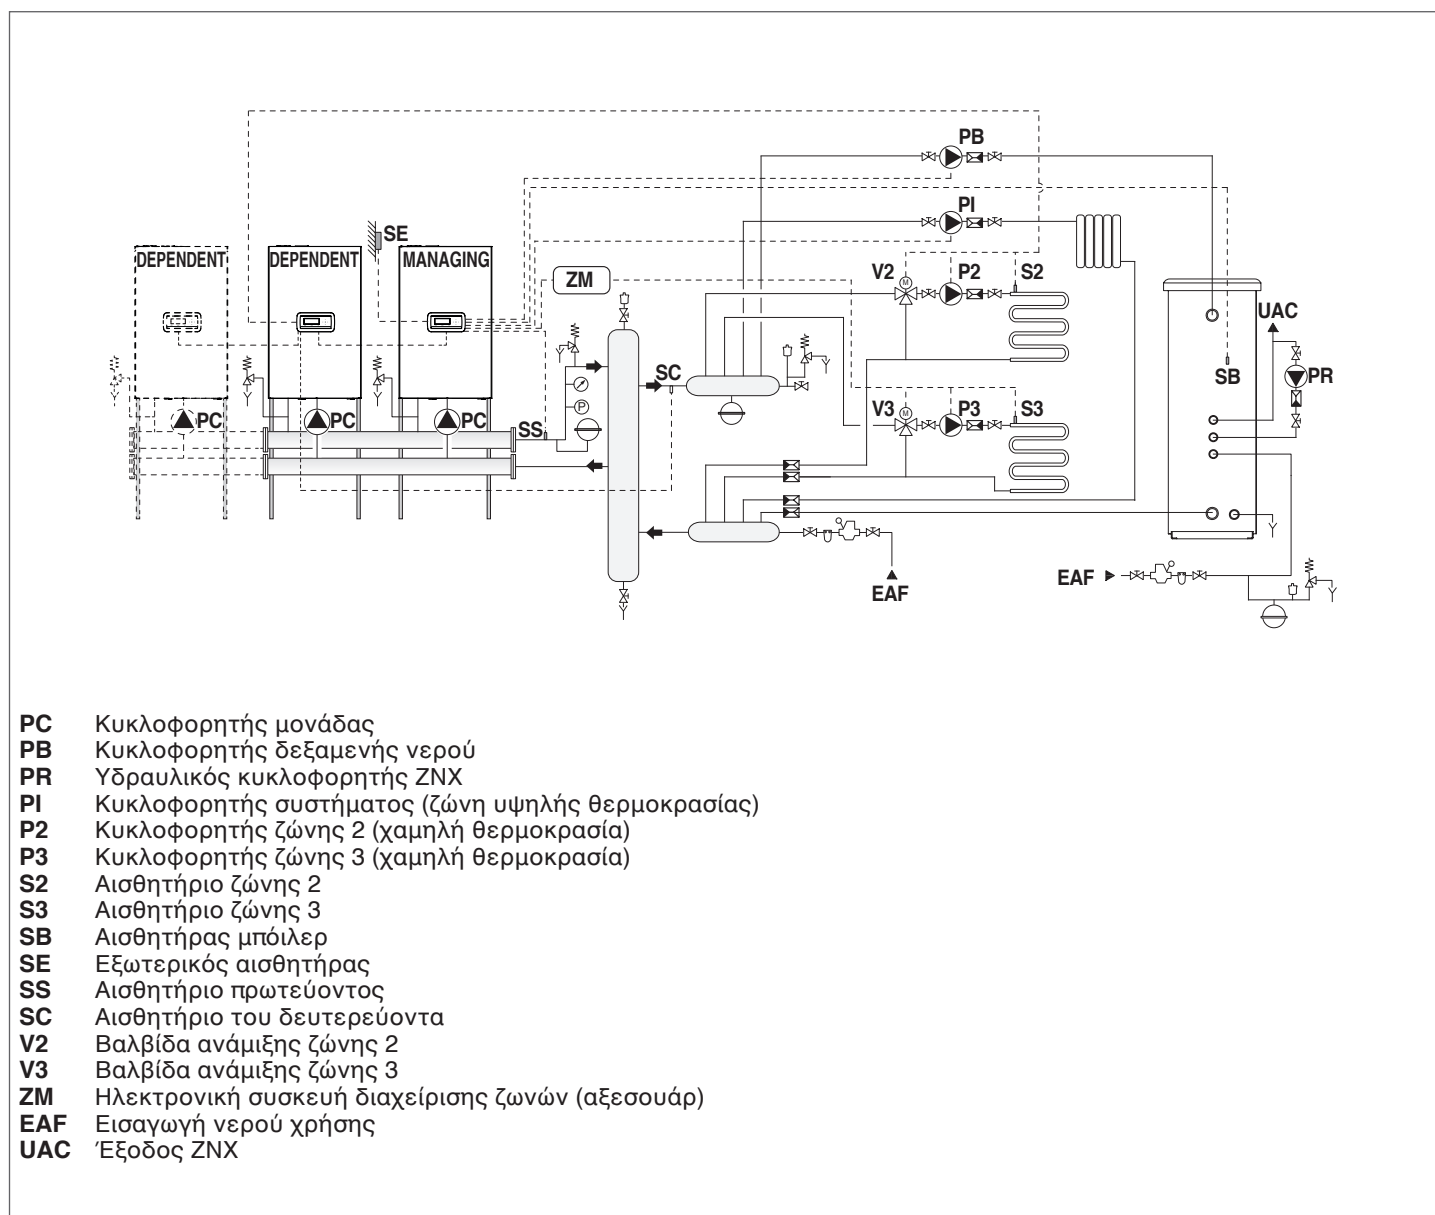 PB
PI
SE
DEPENDENT
DEPENDENT
MANAGING
ZM
V2
M
P2
S2
UAC
SC
SB
PR
PC
PC
PC
SS
P
V3
M
P3
S3
EAF
EAF
PC Κυκλοφορητής μονάδας
PB Κυκλοφορητής δεξαμενής νερού
PR Υδραυλικός κυκλοφορητής ΖΝΧ
PI Κυκλοφορητής συστήματος (ζώνη υψηλής θερμοκρασίας)
P2 Κυκλοφορητής ζώνης 2 (χαμηλή θερμοκρασία)
P3 Κυκλοφορητής ζώνης 3 (χαμηλή θερμοκρασία)
S2 Αισθητήριο ζώνης 2
S3 Αισθητήριο ζώνης 3
SB Αισθητήρας μπόιλερ
SE Εξωτερικός αισθητήρας
SS Αισθητήριο πρωτεύοντος
SC Αισθητήριο του δευτερεύοντα
V2 Βαλβίδα ανάμιξης ζώνης 2
V3 Βαλβίδα ανάμιξης ζώνης 3
ZM Ηλεκτρονική συσκευή διαχείρισης ζωνών (αξεσουάρ)
EAF Εισαγωγή νερού χρήσης
UAC Έξοδος ΖΝΧ